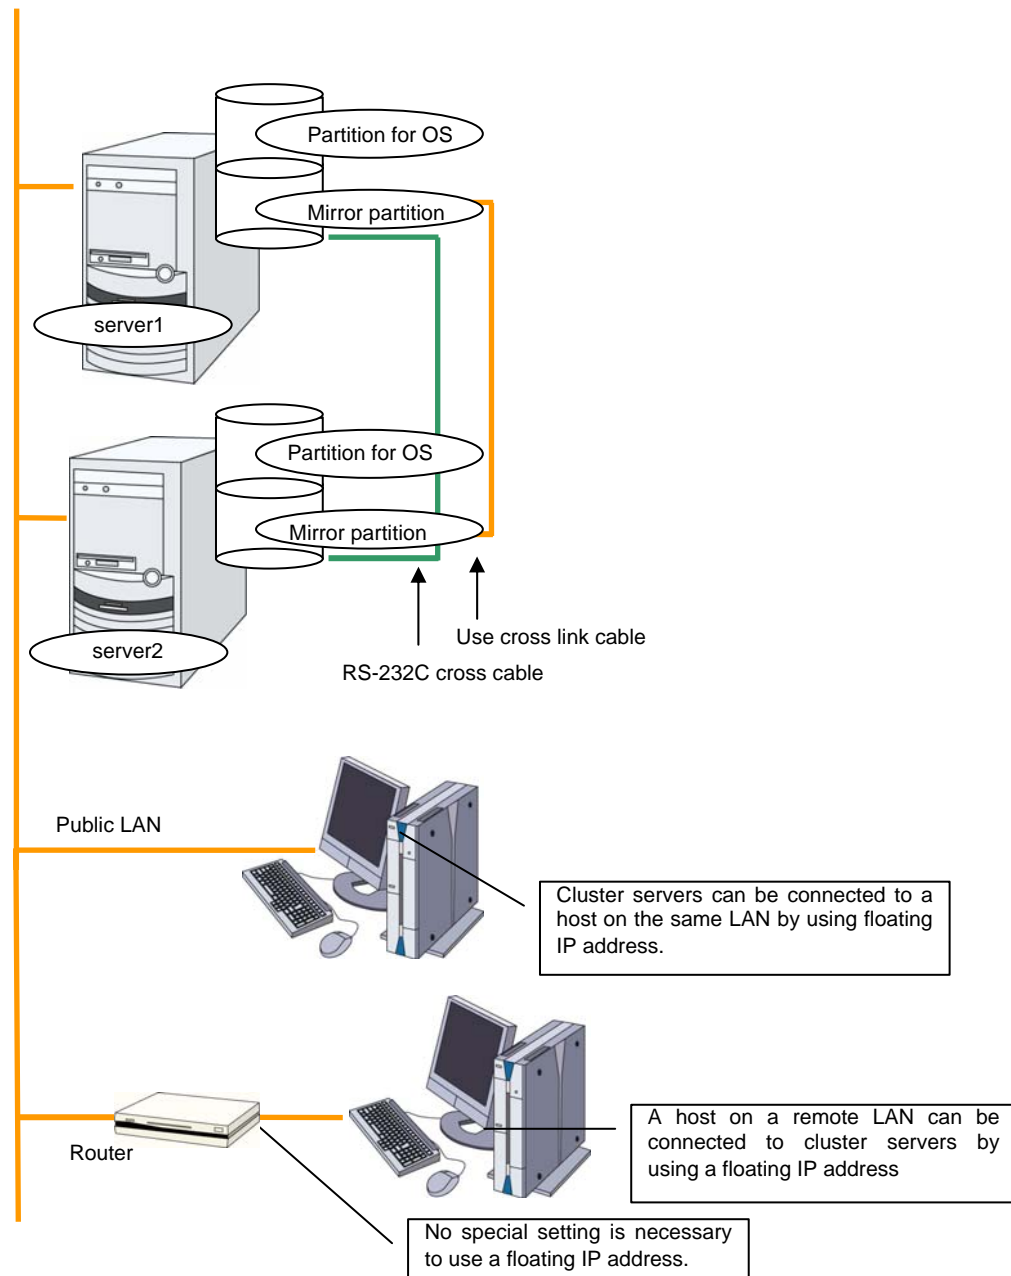 Partition for OS
Mirror partition
server1
Partition for OS
Mirror partition
server2
Use cross link cable
RS-232C cross cable
Public LAN
Cluster servers can be connected to a
host on the same LAN by using floating
IP address.
Router
A host on a remote LAN can be
connected to cluster servers by
using a floating IP address
No special setting is necessary
to use a floating IP address.